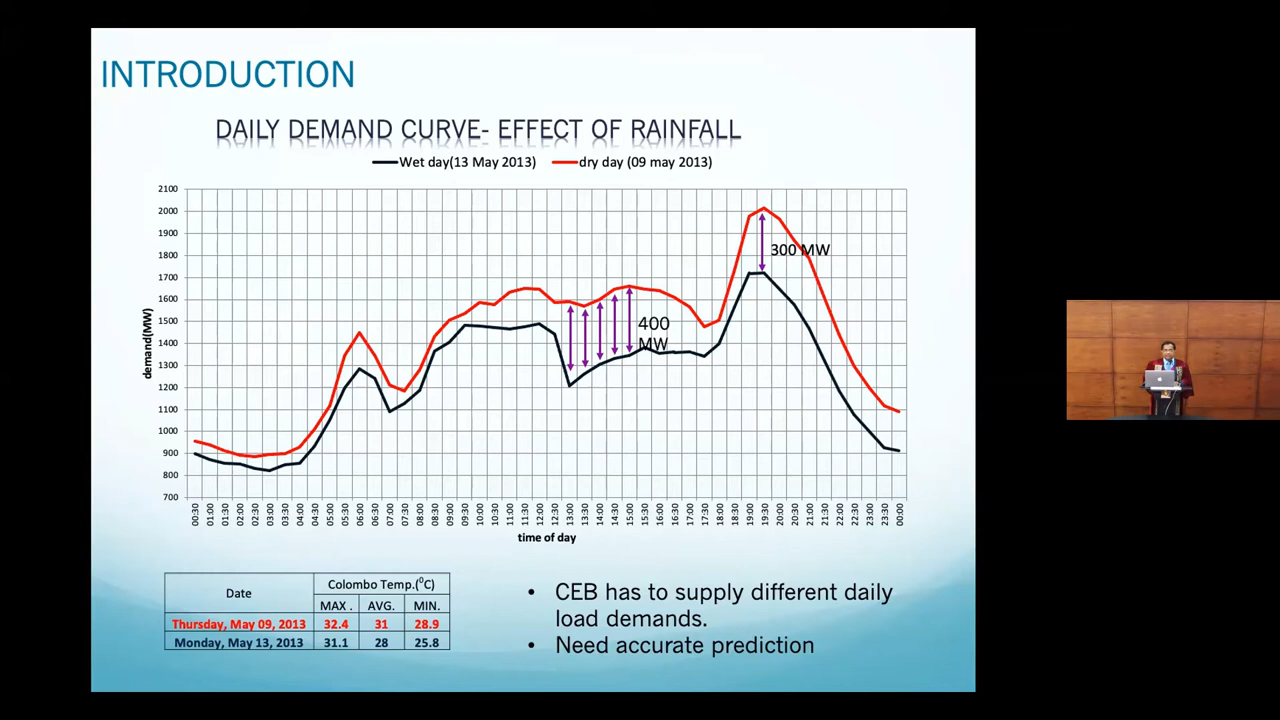 INTRODUCTION
DAILY DEMAND CURVE- EFFECT OF RAINFALL
Wet day(13 May 2013) dry day (09 may 2013)
2100
2000
1900
1800
1700
1600
1500
1400
1300
1200
1100
1000
900
800
700
demand(MW)
300 MW
400
MW
00:30 01:00 01:30 02:00 02:30 03:00 03:30 04:00 04:30 05:00 05:30 06:00 06:30 07:00 07:30 08:00 08:30 09:00 09:30 10:00 10:30 11:00 11:30 12:00 12:30 13:00 13:30 14:00 14:30 15:00 15:30 16:00 16:30 17:00 17:30 18:00 18:30 19:00 19:30 20:00 20:30 21:00 21:30 22:00 22:30 23:00 23:30 00:00
time of day
Date Colombo Temp.(⁰C)
MAX . AVG. MIN.
Thursday, May 09, 2013 32.4 31 28.9
Monday, May 13, 2013 31.1 28 25.8
• CEB has to supply different daily
load demands.
• Need accurate prediction